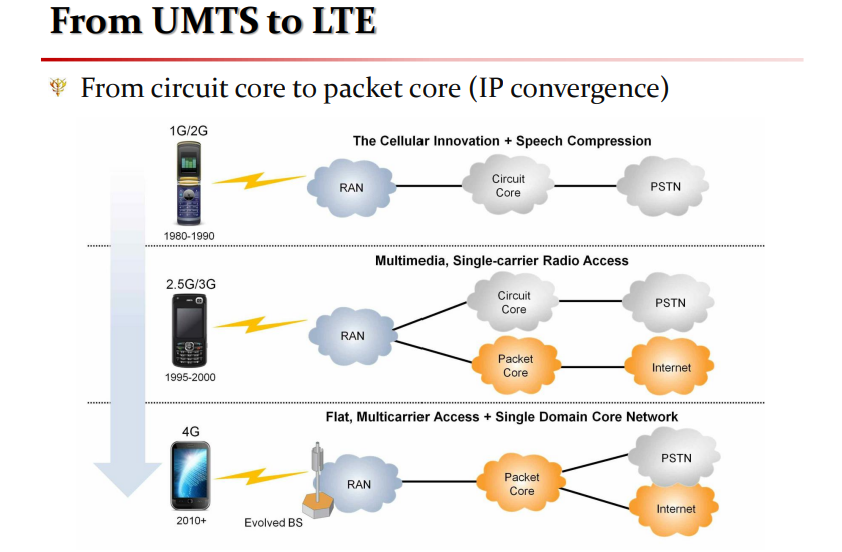 From UMTS to LTE
From circuit core to packet core (IP convergence)
1G/2G
The Cellular Innovation + Speech Compression
RAN
Circuit
Core
PSTN
1980-1990
Multimedia, Single-carrier Radio Access
2.5G/3G
Circuit
Core
PSTN
RAN
Packet
Core
Internet
1995-2000
Flat, Multicarrier Access + Single Domain Core Network
4G
PSTN
RAN
Packet
Core
Internet
2010+
Evolved BS